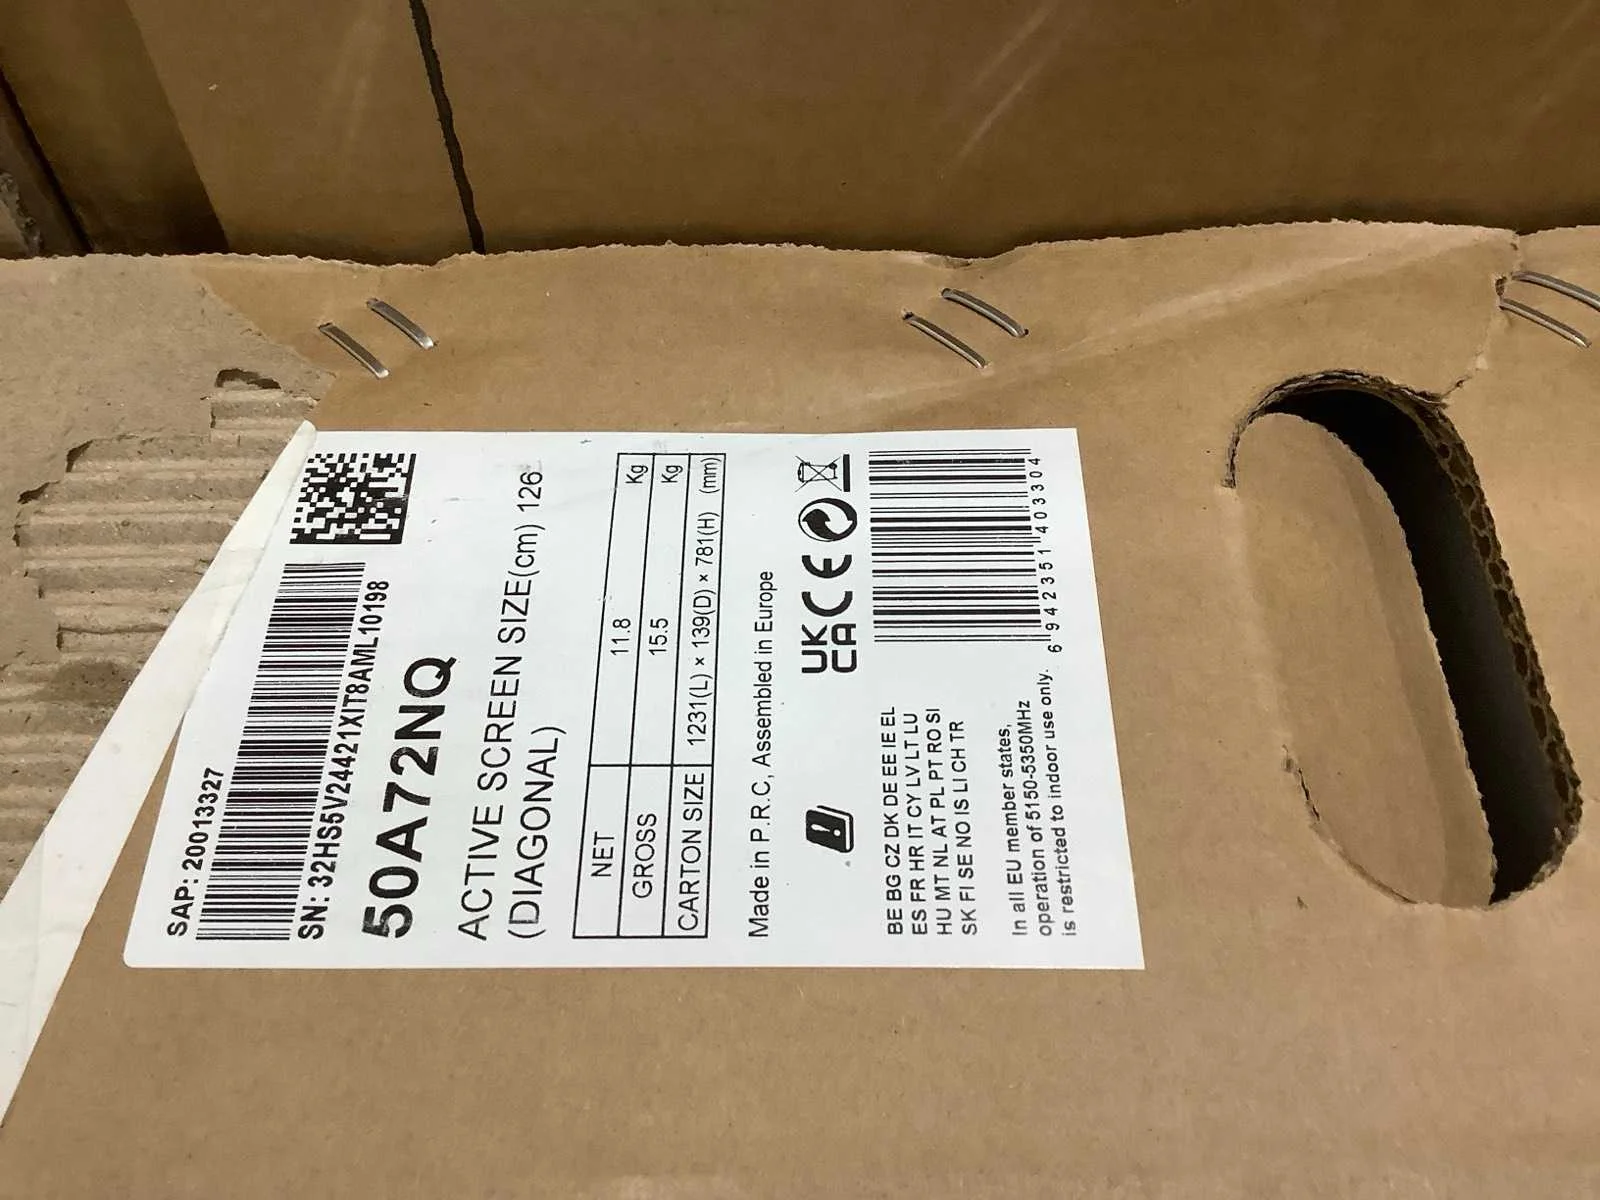 SAP: 20013327
SN: 32HS5V24421XIT8AML10198
50A72NQ
ACTIVE SCREEN SIZE(cm) 126
(DIAGONAL)
NET 11.8 Kg
GROSS 15.5 Kg
CARTON SIZE 1231(L) × 139(D) × 781(H) (mm)
Made in P.R.C, Assembled in Europe
UK
CA CE
BE BG CZ DK DE EE IE EL
ES FR HR IT CY LV LT LU
HU MT NL AT PL PT RO SI
SK FI SE NO IS LI CH TR
In all EU member states,
operation of 5150-5350MHz
is restricted to indoor use only.
6 942351 403304